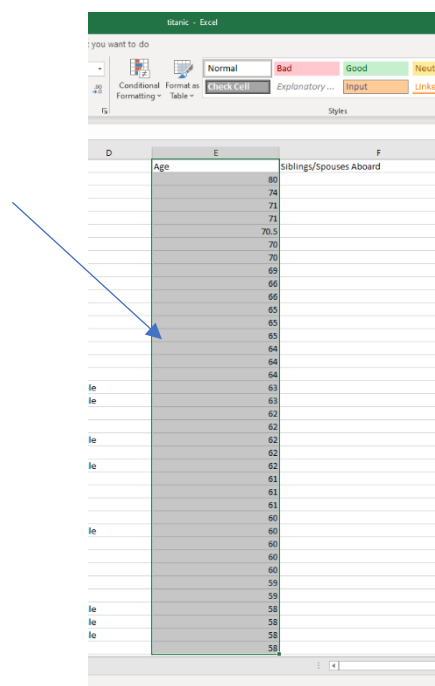 titanic - Excel
you want to do
Normal Bad Good Neut
Conditional Format as Check Cell Explanatory ... Input Linke
Formatting Table
Styles
D E F
Age Siblings/Spouses Aboard
80
74
71
71
70.5
70
70
69
66
66
65
65
65
64
64
64
le 63
le 63
62
62
le 62
62
le 62
61
61
61
60
le 60
60
60
60
59
59
le 58
le 58
le 58
58